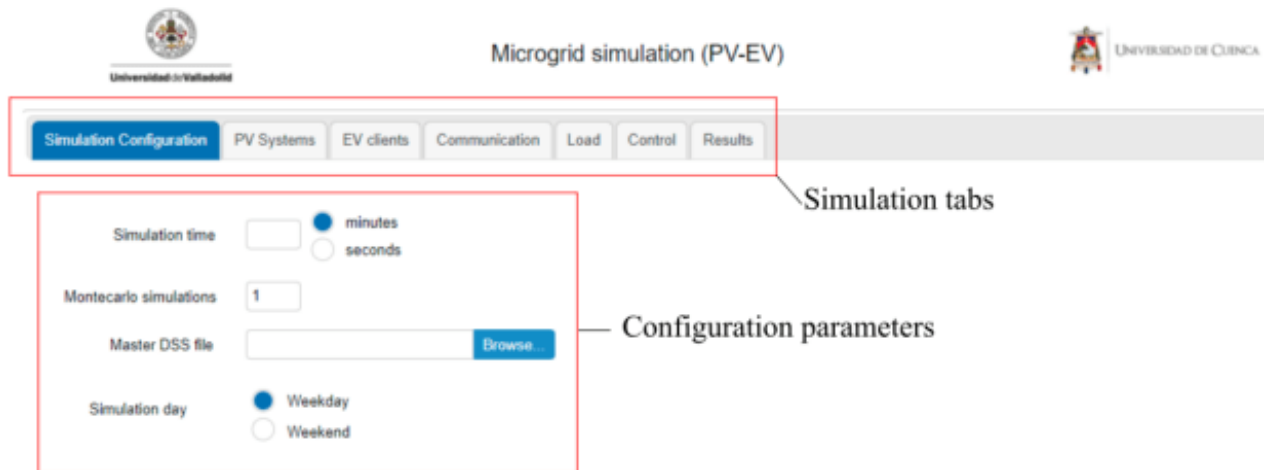 Universidad de Valladolid
Microgrid simulation (PV-EV)
UNIVERSIDAD DE CUENCA
Simulation Configuration PV Systems EV clients Communication Load Control Results
Simulation tabs
Simulation time minutes
seconds
Montecarlo simulations 1
Configuration parameters
Master DSS file Browse...
Simulation day Weekday
Weekend